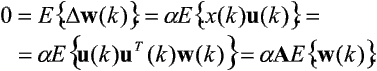 0 = E{Δw(k)} = αE{x(k)u(k)} =
= αE{u(k)u^T(k)w(k)} = αAE{w(k)}